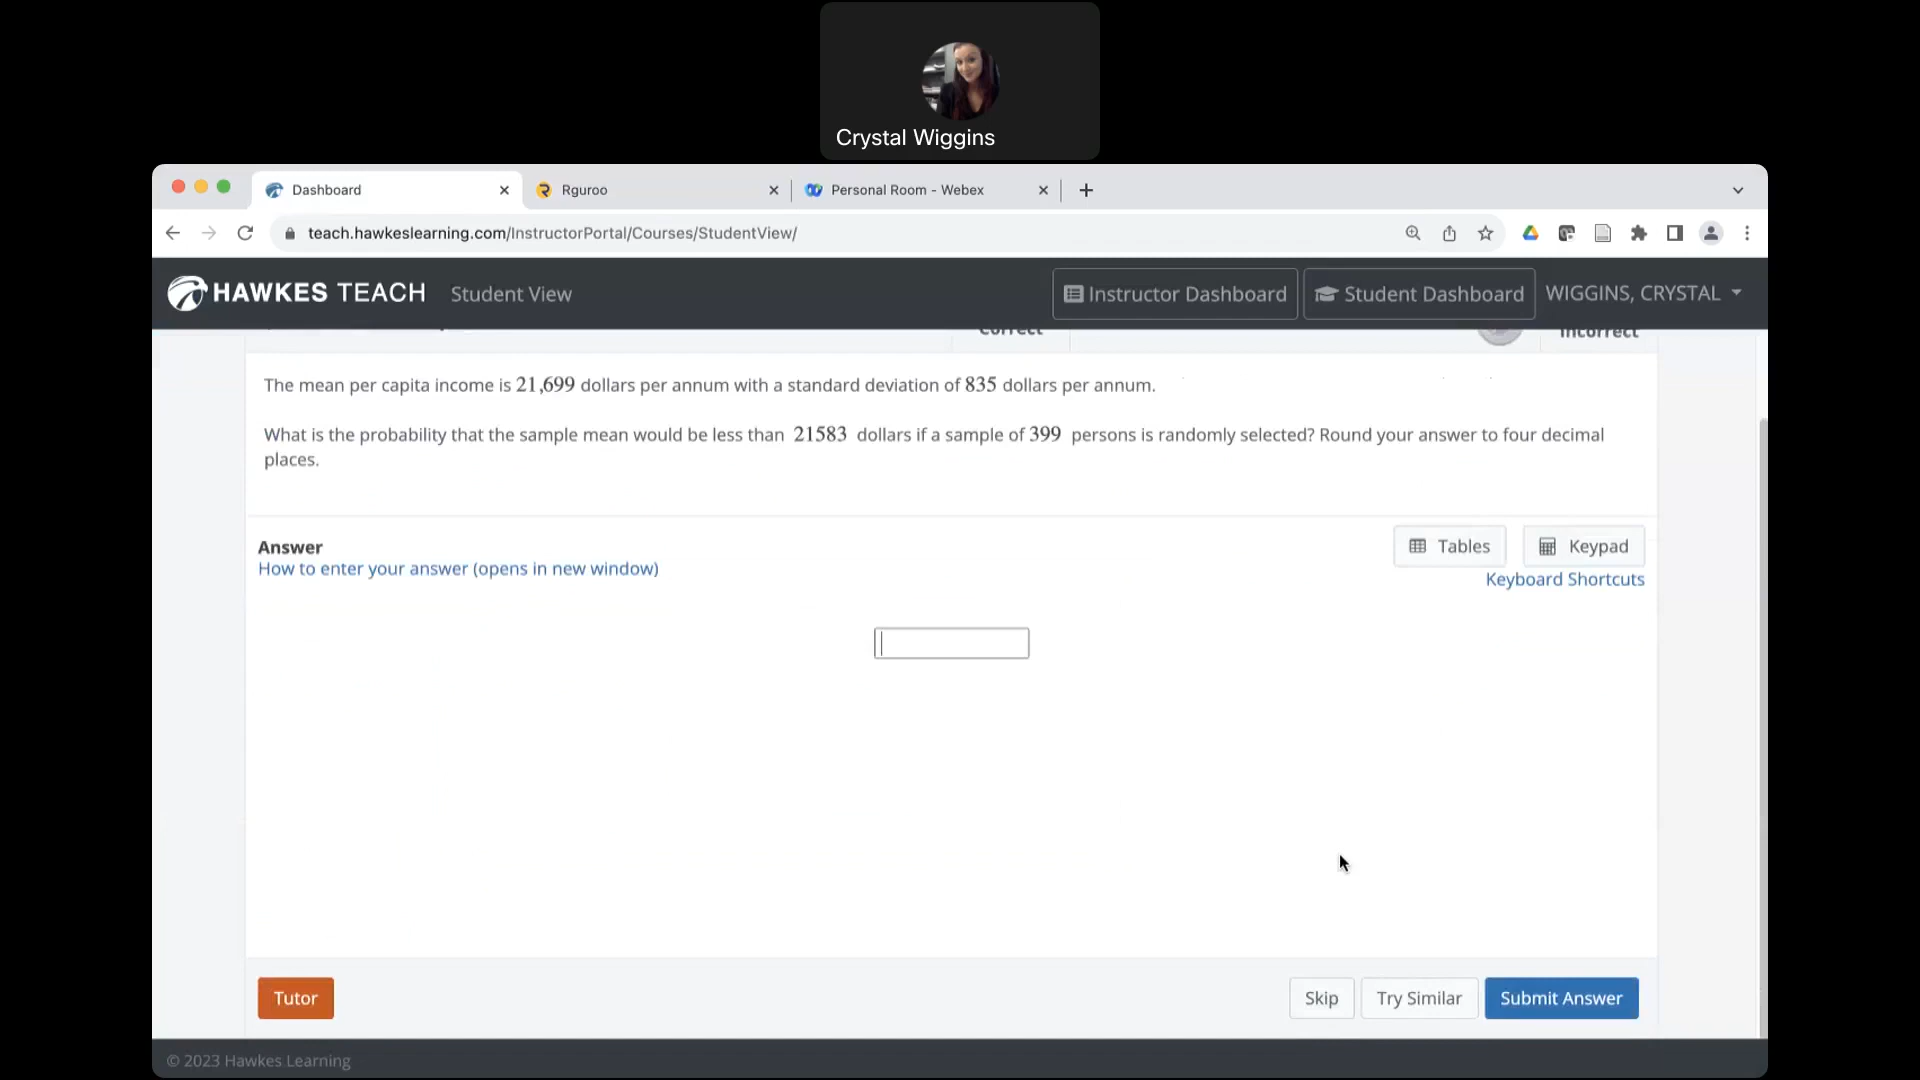 Crystal Wiggins
Dashboard
Rguroo
Personal Room - Webex
teach.hawkeslearning.com/InstructorPortal/Courses/StudentView/
HAWKES TEACH Student View
Instructor Dashboard
Student Dashboard
WIGGINS, CRYSTAL
Correct
Incorrect
The mean per capita income is 21,699 dollars per annum with a standard deviation of 835 dollars per annum.
What is the probability that the sample mean would be less than 21583 dollars if a sample of 399 persons is randomly selected? Round your answer to four decimal
places.
Answer
How to enter your answer (opens in new window)
Tables
Keypad
Keyboard Shortcuts
Tutor
Skip
Try Similar
Submit Answer
© 2023 Hawkes Learning